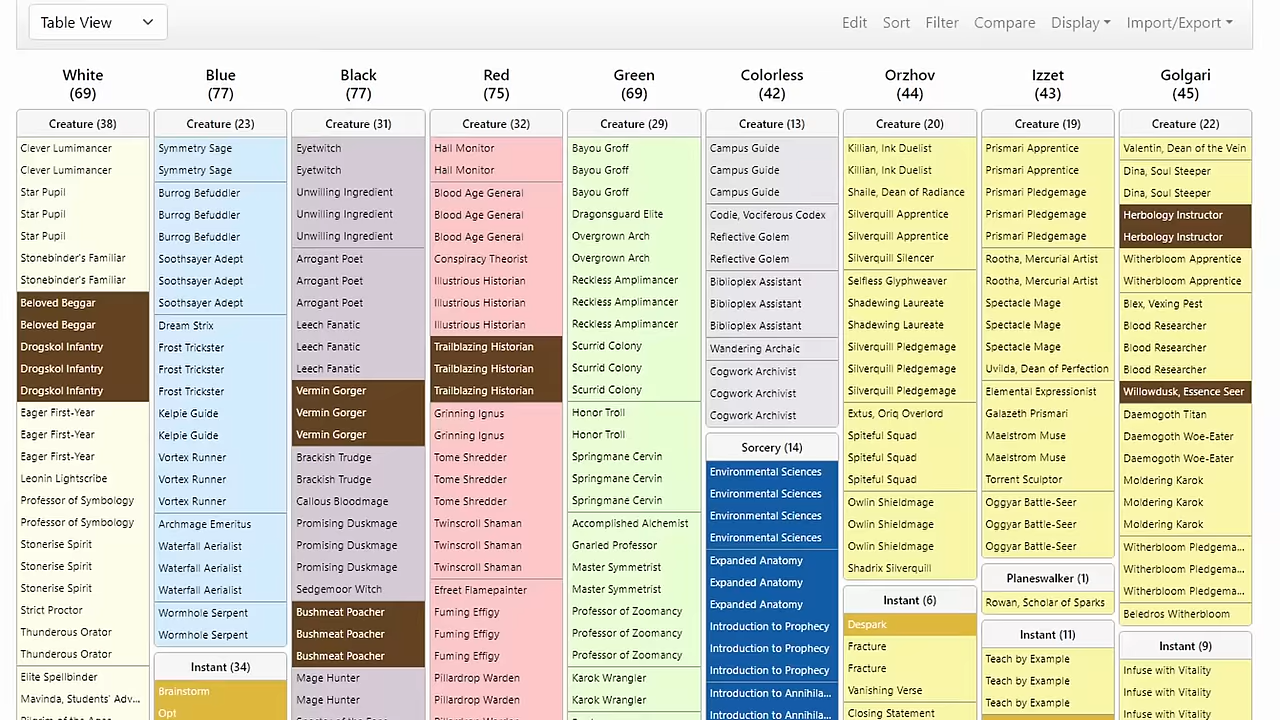 Table View
Edit Sort Filter Compare Display Import/Export
White
(69)
Creature (38)
Clever Lumimancer
Clever Lumimancer
Star Pupil
Star Pupil
Star Pupil
Stonebinder's Familiar
Stonebinder's Familiar
Beloved Beggar
Beloved Beggar
Drogskol Infantry
Drogskol Infantry
Drogskol Infantry
Eager First-Year
Eager First-Year
Eager First-Year
Leonin Lightscribe
Professor of Symbology
Professor of Symbology
Stonerise Spirit
Stonerise Spirit
Stonerise Spirit
Strict Proctor
Thunderous Orator
Thunderous Orator
Elite Spellbinder
Mavinda, Students' Adv...
Blue
(77)
Creature (23)
Symmetry Sage
Symmetry Sage
Burrog Befuddler
Burrog Befuddler
Burrog Befuddler
Soothsayer Adept
Soothsayer Adept
Soothsayer Adept
Dream Strix
Frost Trickster
Frost Trickster
Frost Trickster
Kelpie Guide
Kelpie Guide
Vortex Runner
Vortex Runner
Vortex Runner
Archmage Emeritus
Waterfall Aerialist
Waterfall Aerialist
Waterfall Aerialist
Wormhole Serpent
Wormhole Serpent
Instant (34)
Brainstorm
Opt
Black
(77)
Creature (31)
Eyetwitch
Eyetwitch
Unwilling Ingredient
Unwilling Ingredient
Unwilling Ingredient
Arrogant Poet
Arrogant Poet
Arrogant Poet
Leech Fanatic
Leech Fanatic
Leech Fanatic
Vermin Gorger
Vermin Gorger
Vermin Gorger
Brackish Trudge
Brackish Trudge
Callous Bloodmage
Promising Duskmage
Promising Duskmage
Promising Duskmage
Sedgemoor Witch
Bushmeat Poacher
Bushmeat Poacher
Bushmeat Poacher
Mage Hunter
Mage Hunter
Red
(75)
Creature (32)
Hall Monitor
Hall Monitor
Blood Age General
Blood Age General
Blood Age General
Conspiracy Theorist
Illustrious Historian
Illustrious Historian
Illustrious Historian
Trailblazing Historian
Trailblazing Historian
Trailblazing Historian
Grinning Ignus
Grinning Ignus
Tome Shredder
Tome Shredder
Tome Shredder
Twinscroll Shaman
Twinscroll Shaman
Twinscroll Shaman
Efreet Flamepainter
Fuming Effigy
Fuming Effigy
Fuming Effigy
Pillardrop Warden
Pillardrop Warden
Green
(69)
Creature (29)
Bayou Groff
Bayou Groff
Bayou Groff
Dragonsguard Elite
Overgrown Arch
Overgrown Arch
Reckless Amplimancer
Reckless Amplimancer
Reckless Amplimancer
Scurrid Colony
Scurrid Colony
Scurrid Colony
Honor Troll
Honor Troll
Springmane Cervin
Springmane Cervin
Springmane Cervin
Accomplished Alchemist
Gnarled Professor
Master Symmetrist
Master Symmetrist
Professor of Zoomancy
Professor of Zoomancy
Professor of Zoomancy
Karok Wrangler
Karok Wrangler
Colorless
(42)
Creature (13)
Campus Guide
Campus Guide
Campus Guide
Codie, Vociferous Codex
Reflective Golem
Reflective Golem
Biblioplex Assistant
Biblioplex Assistant
Biblioplex Assistant
Wandering Archaic
Cogwork Archivist
Cogwork Archivist
Cogwork Archivist
Sorcery (14)
Environmental Sciences
Environmental Sciences
Environmental Sciences
Environmental Sciences
Expanded Anatomy
Expanded Anatomy
Expanded Anatomy
Introduction to Prophecy
Introduction to Prophecy
Introduction to Prophecy
Introduction to Annihila...
Introduction to Annihila...
Orzhov
(44)
Creature (20)
Killian, Ink Duelist
Killian, Ink Duelist
Shaile, Dean of Radiance
Silverquill Apprentice
Silverquill Apprentice
Silverquill Silencer
Selfless Glyphweaver
Shadewing Laureate
Shadewing Laureate
Silverquill Pledgemage
Silverquill Pledgemage
Silverquill Pledgemage
Extus, Oriq Overlord
Spiteful Squad
Spiteful Squad
Spiteful Squad
Owlin Shieldmage
Owlin Shieldmage
Owlin Shieldmage
Shadrix Silverquill
Instant (6)
Despark
Fracture
Fracture
Vanishing Verse
Closing Statement
Izzet
(43)
Creature (19)
Prismari Apprentice
Prismari Apprentice
Prismari Pledgemage
Prismari Pledgemage
Prismari Pledgemage
Rootha, Mercurial Artist
Rootha, Mercurial Artist
Spectacle Mage
Spectacle Mage
Spectacle Mage
Uvilda, Dean of Perfection
Elemental Expressionist
Galazeth Prismari
Maelstrom Muse
Maelstrom Muse
Torrent Sculptor
Oggyar Battle-Seer
Oggyar Battle-Seer
Oggyar Battle-Seer
Planeswalker (1)
Rowan, Scholar of Sparks
Instant (11)
Teach by Example
Teach by Example
Teach by Example
Golgari
(45)
Creature (22)
Valentin, Dean of the Vein
Dina, Soul Steeper
Dina, Soul Steeper
Herbology Instructor
Herbology Instructor
Witherbloom Apprentice
Witherbloom Apprentice
Blex, Vexing Pest
Blood Researcher
Blood Researcher
Blood Researcher
Willowdusk, Essence Seer
Daemogoth Titan
Daemogoth Woe-Eater
Daemogoth Woe-Eater
Moldering Karok
Moldering Karok
Moldering Karok
Witherbloom Pledgema...
Witherbloom Pledgema...
Witherbloom Pledgema...
Beledros Witherbloom
Instant (9)
Infuse with Vitality
Infuse with Vitality
Infuse with Vitality